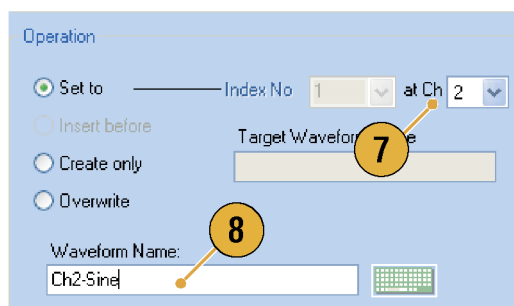 Operation
Set to Index No 1 at Ch 2
Insert before
Target Wavefor e
7
Create only
Overwrite
8
Waveform Name:
Ch2-Sine